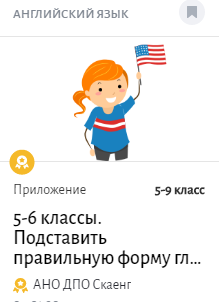 АНГЛИЙСКИЙ ЯЗЫК
Приложение 5-9 класс
5-6 классы.
Подставить
правильную форму гл...
АНО ДПО Скаенг